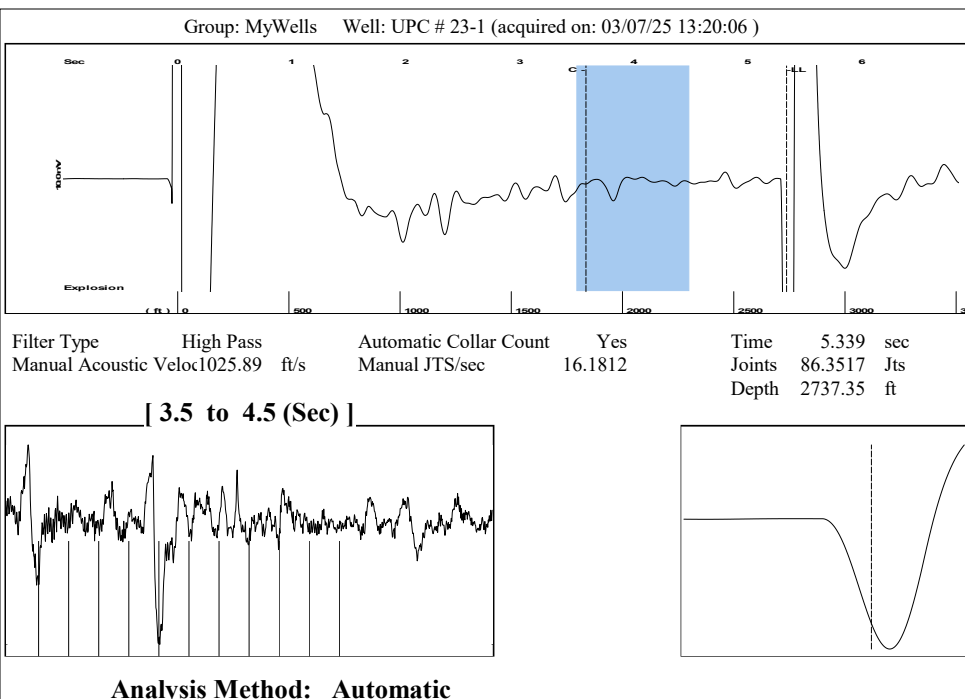 Group: MyWells Well: UPC # 23-1 (acquired on: 03/07/25 13:20:06 )
Sec 0 1 2 3 4 5 6
C LL
100mV
Explosion
( ft ) 0 500 1000 1500 2000 2500 3000
Filter Type High Pass Automatic Collar Count Yes Time 5.339 sec
Manual Acoustic Veloc1025.89 ft/s Manual JTS/sec 16.1812 Joints 86.3517 Jts
Depth 2737.35 ft
[ 3.5 to 4.5 (Sec) ]
Analysis Method: Automatic